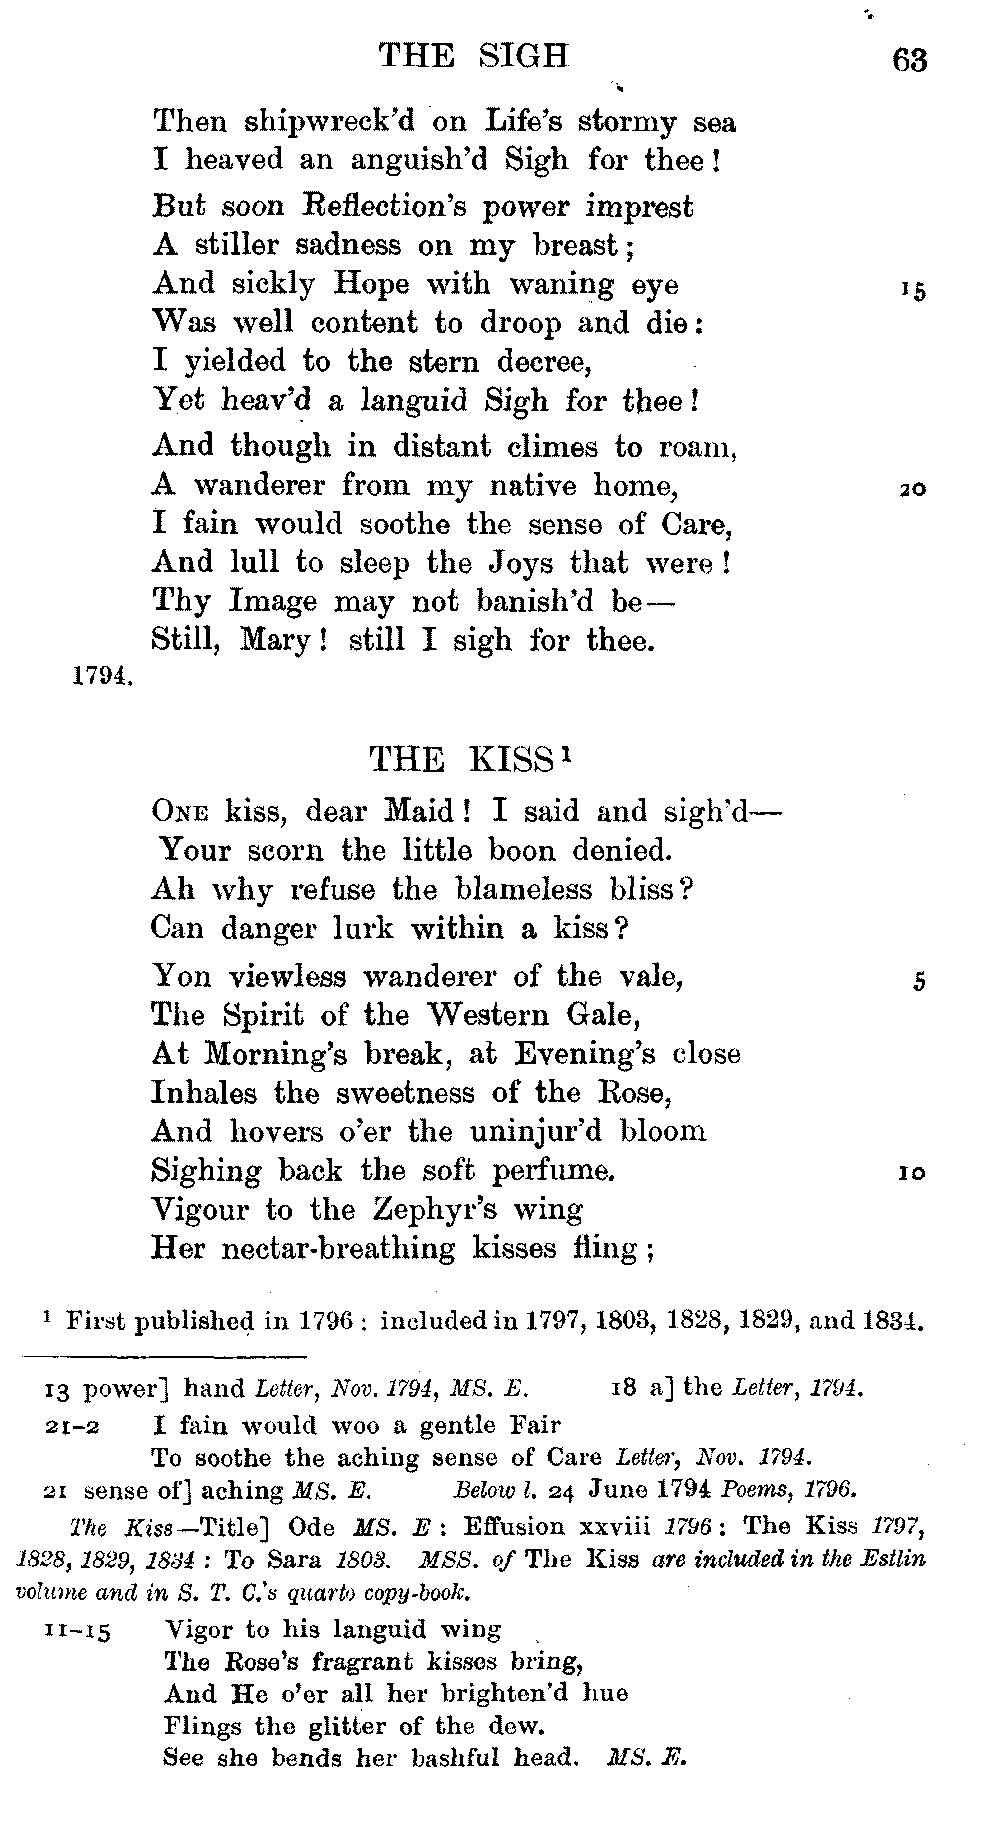 THE SIGH 63
Then shipwreck'd on Life's stormy sea
I heaved an anguish'd Sigh for thee!
But soon Reflection's power imprest
A stiller sadness on my breast;
And sickly Hope with waning eye 15
Was well content to droop and die:
I yielded to the stern decree,
Yet heav'd a languid Sigh for thee!
And though in distant climes to roam,
A wanderer from my native home, 20
I fain would soothe the sense of Care,
And lull to sleep the Joys that were!
Thy Image may not banish'd be—
Still, Mary! still I sigh for thee.
1794.
THE KISS¹
ONE kiss, dear Maid! I said and sigh'd—
Your scorn the little boon denied.
Ah why refuse the blameless bliss?
Can danger lurk within a kiss?
Yon viewless wanderer of the vale, 5
The Spirit of the Western Gale,
At Morning's break, at Evening's close
Inhales the sweetness of the Rose,
And hovers o'er the uninjur'd bloom
Sighing back the soft perfume. 10
Vigour to the Zephyr's wing
Her nectar-breathing kisses fling;
¹ First published in 1796: included in 1797, 1803, 1828, 1829, and 1834.
13 power] hand Letter, Nov. 1794, MS. E. 18 a] the Letter, 1794.
21-2 I fain would woo a gentle Fair
To soothe the aching sense of Care Letter, Nov. 1794.
21 sense of] aching MS. E. Below l. 24 June 1794 Poems, 1796.
The Kiss—Title] Ode MS. E: Effusion xxviii 1796: The Kiss 1797,
1828, 1829, 1834: To Sara 1803. MSS. of The Kiss are included in the Estlin
volume and in S. T. C.'s quarto copy-book.
11-15 Vigor to his languid wing
The Rose's fragrant kisses bring,
And He o'er all her brighten'd hue
Flings the glitter of the dew.
See she bends her bashful head. MS. E.